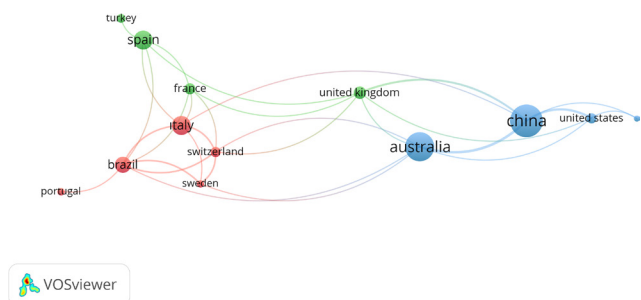 turkey
spain
france
united kingdom
italy
china
united states
switzerland
australia
brazil
sweden
portugal
VOSviewer